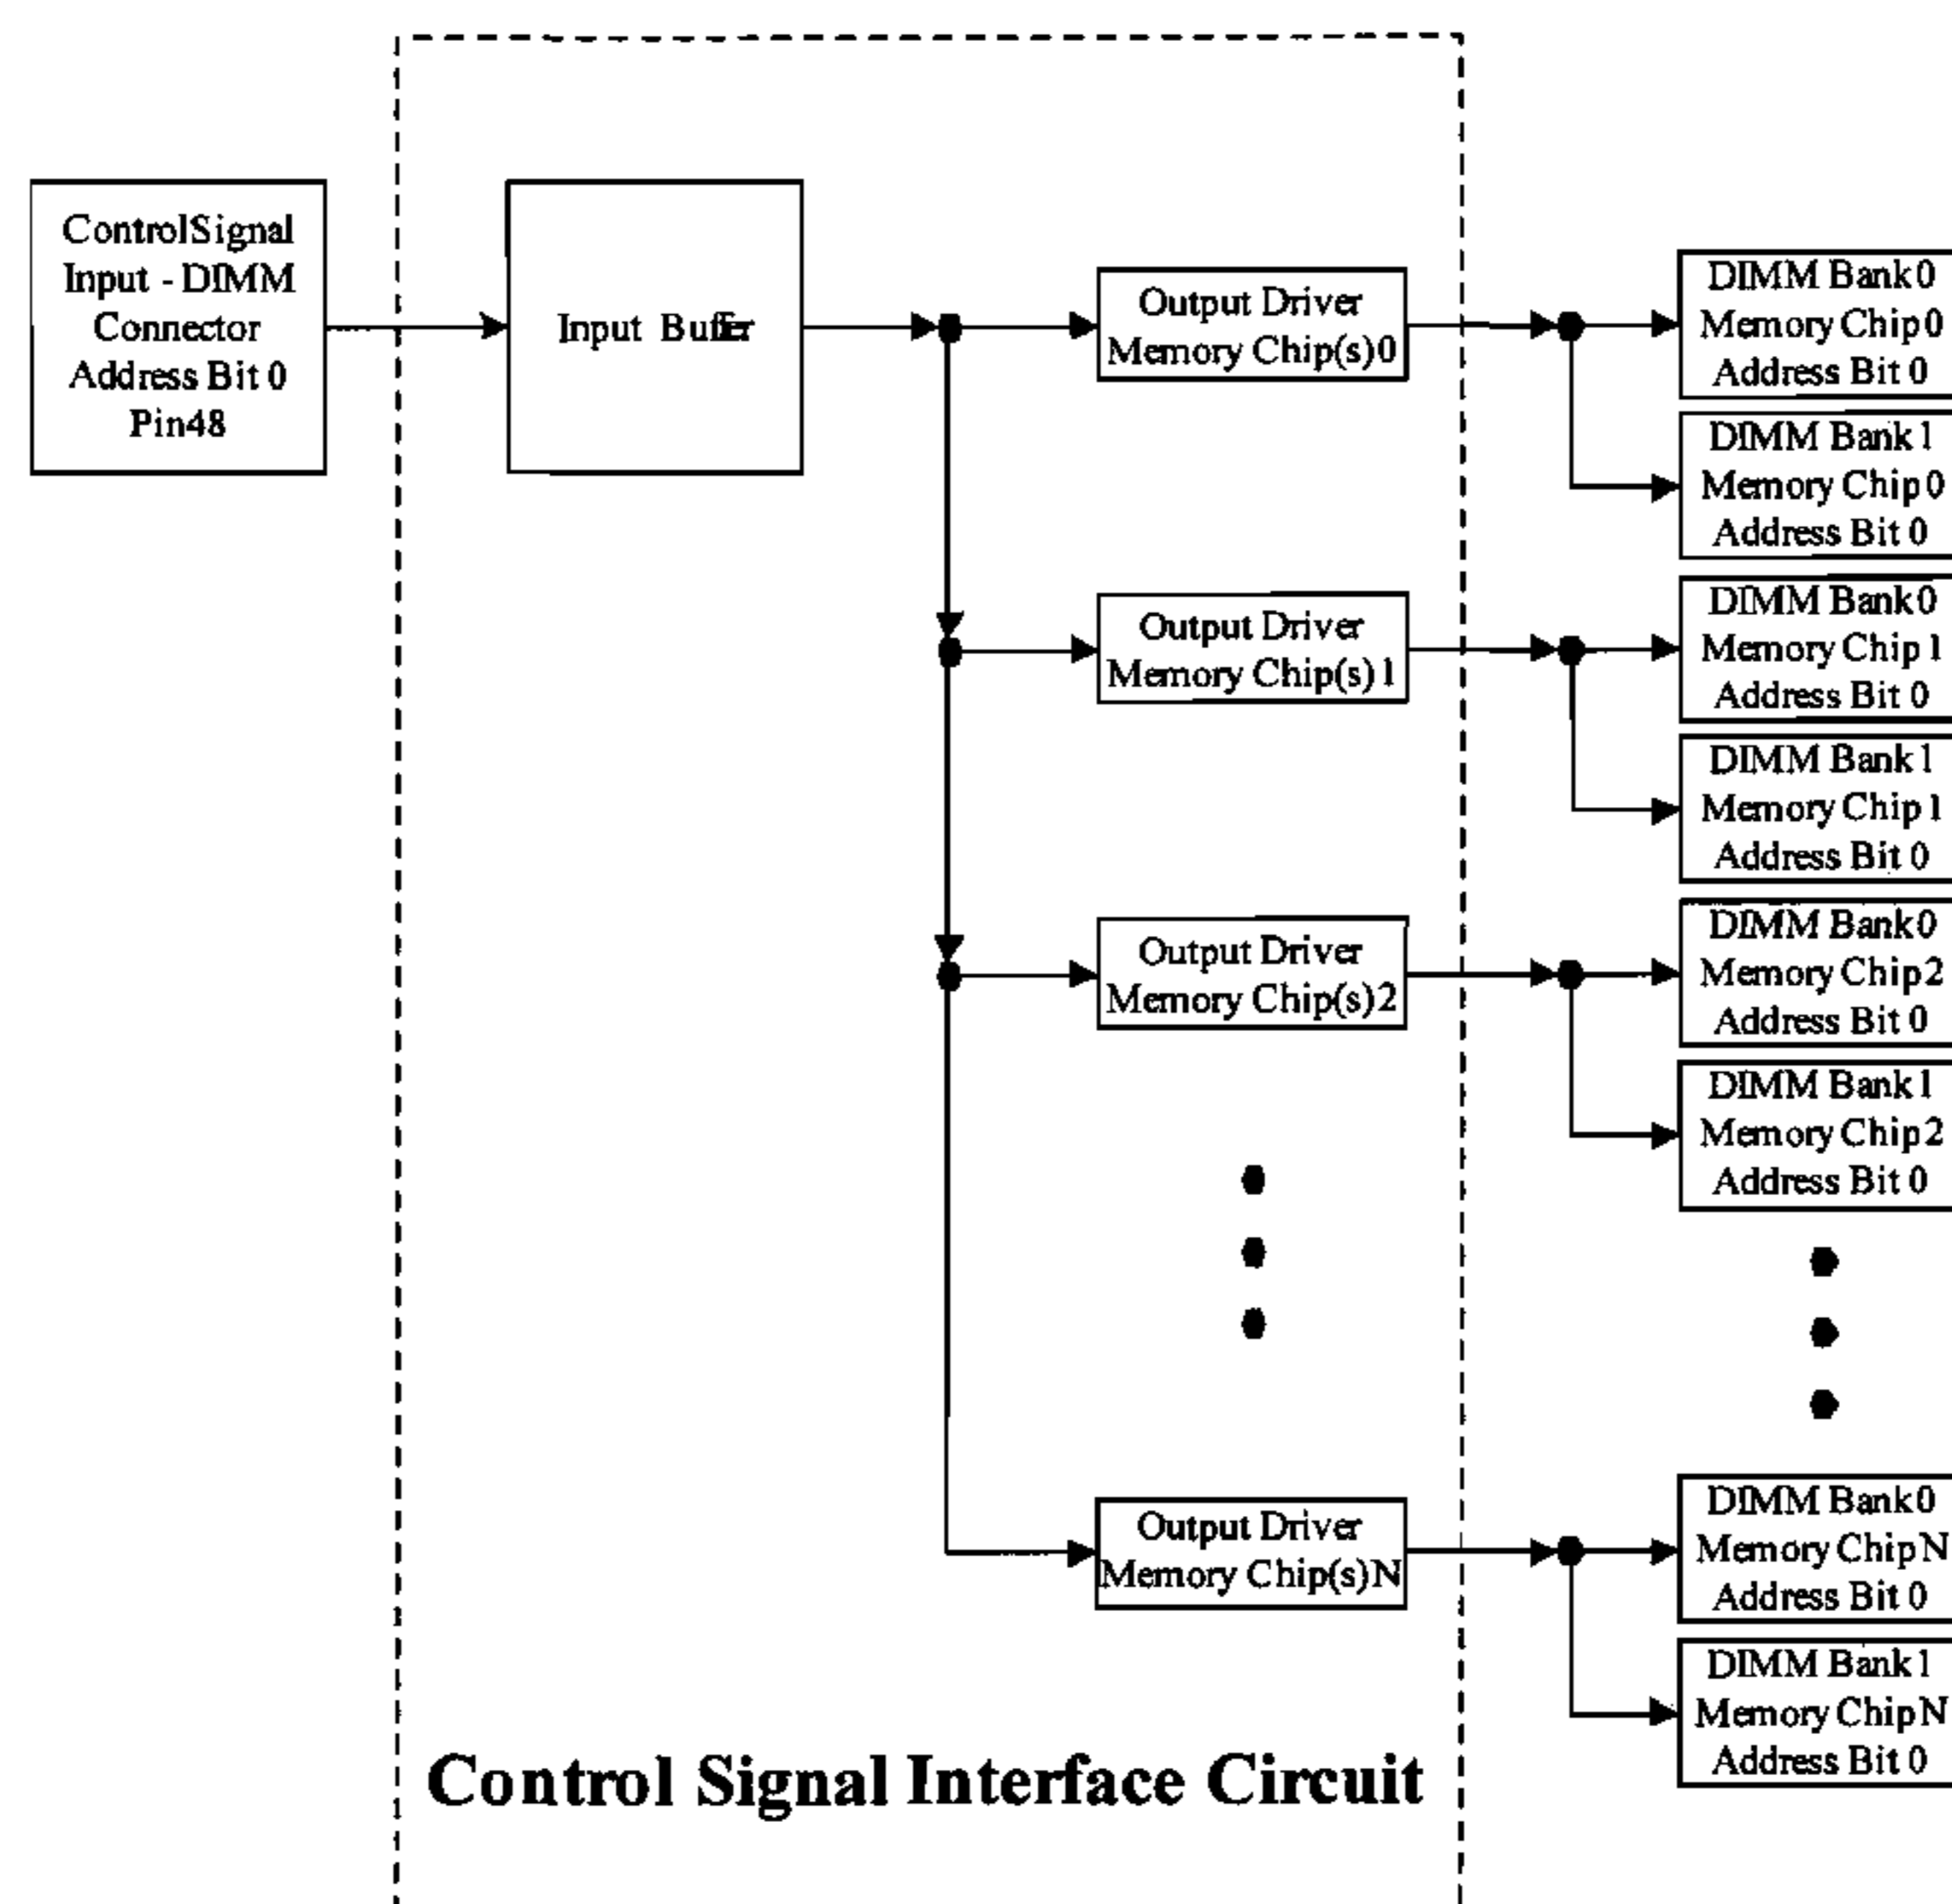 ControlSignal
Input - DIMM
Connector
Address Bit 0
Pin48
Input Buffer
Output Driver
Memory Chip(s)0
DIMM Bank0
Memory Chip0
Address Bit 0
DIMM Bank1
Memory Chip0
Address Bit 0
Output Driver
Memory Chip(s)1
DIMM Bank0
Memory Chip1
Address Bit 0
DIMM Bank1
Memory Chip1
Address Bit 0
Output Driver
Memory Chip(s)2
DIMM Bank0
Memory Chip2
Address Bit 0
DIMM Bank1
Memory Chip2
Address Bit 0
Output Driver
Memory Chip(s)N
DIMM Bank0
Memory ChipN
Address Bit 0
DIMM Bank1
Memory ChipN
Address Bit 0
Control Signal Interface Circuit